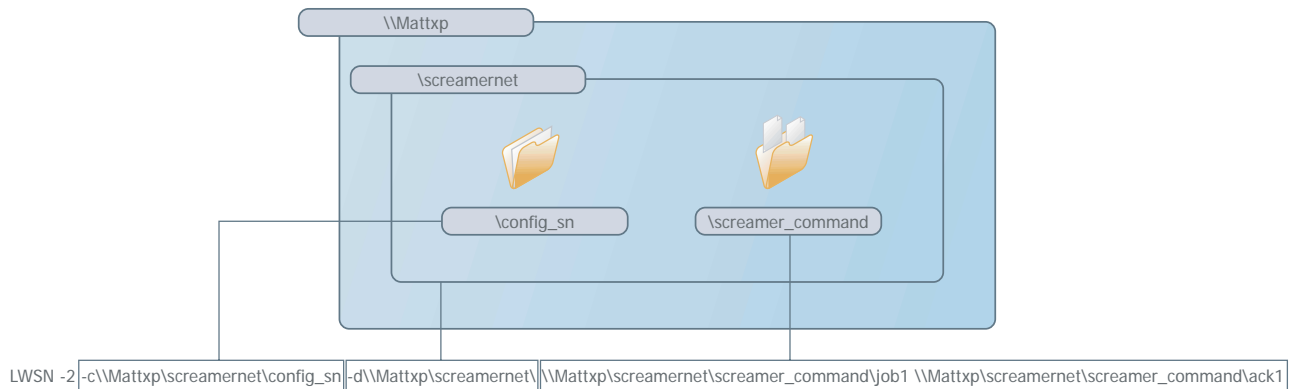 \\Mattxp
\screamernet
\config_sn
\screamer_command
LWSN -2 -c\\Mattxp\screamernet\config_sn -d\\Mattxp\screamernet\ \\Mattxp\screamernet\screamer_command\job1 \\Mattxp\screamernet\screamer_command\ack1